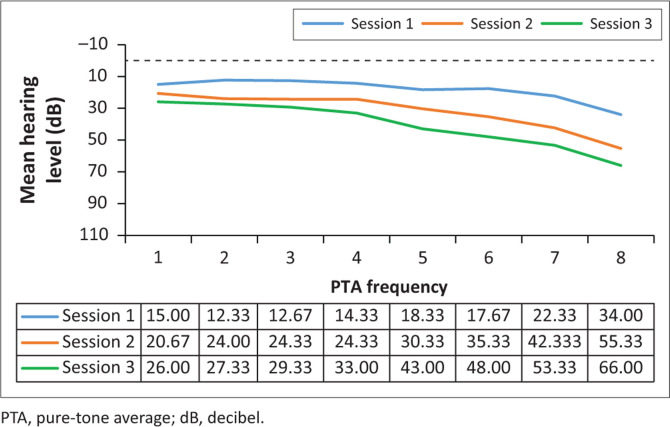 Session 1 Session 2 Session 3
Mean hearing
level (dB)
–10
10
30
50
70
90
110
1 2 3 4 5 6 7 8
PTA frequency
Session 1 15.00 12.33 12.67 14.33 18.33 17.67 22.33 34.00
Session 2 20.67 24.00 24.33 24.33 30.33 35.33 42.333 55.33
Session 3 26.00 27.33 29.33 33.00 43.00 48.00 53.33 66.00
PTA, pure-tone average; dB, decibel.